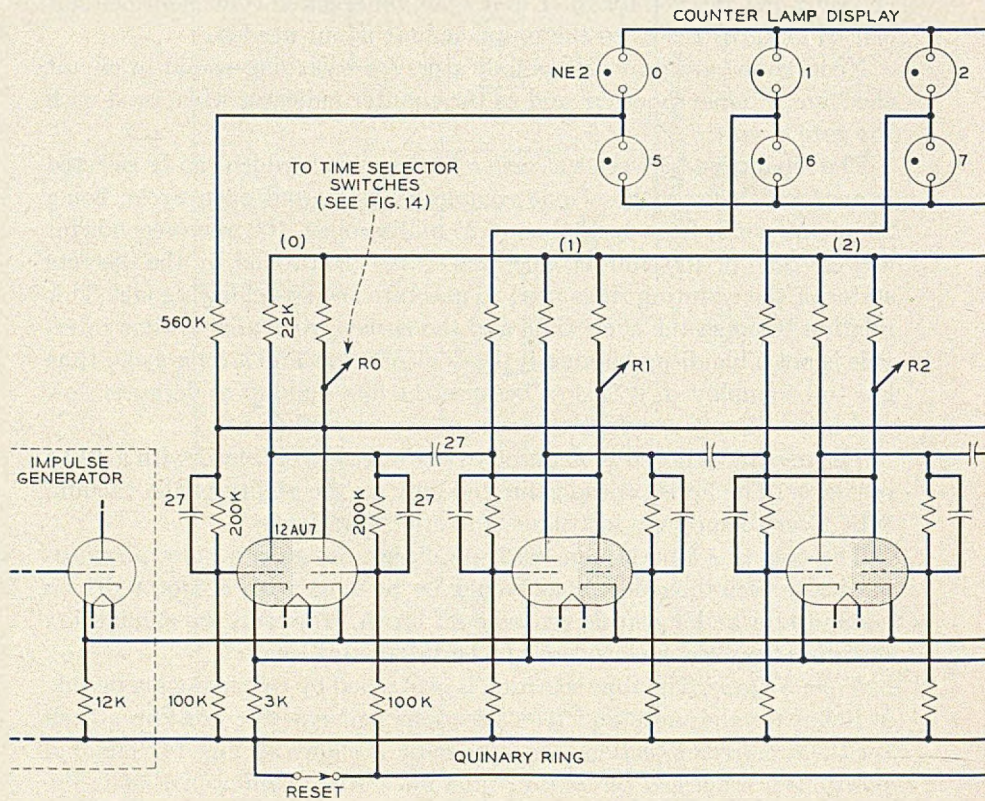 COUNTER LAMP DISPLAY
NE2
0
1
2
5
6
7
TO TIME SELECTOR
SWITCHES
(SEE FIG. 14)
(0)
(1)
(2)
560K
22K
R0
R1
R2
27
IMPULSE
GENERATOR
27
200K
12AU7
200K
27
12K
100K
3K
100K
QUINARY RING
RESET